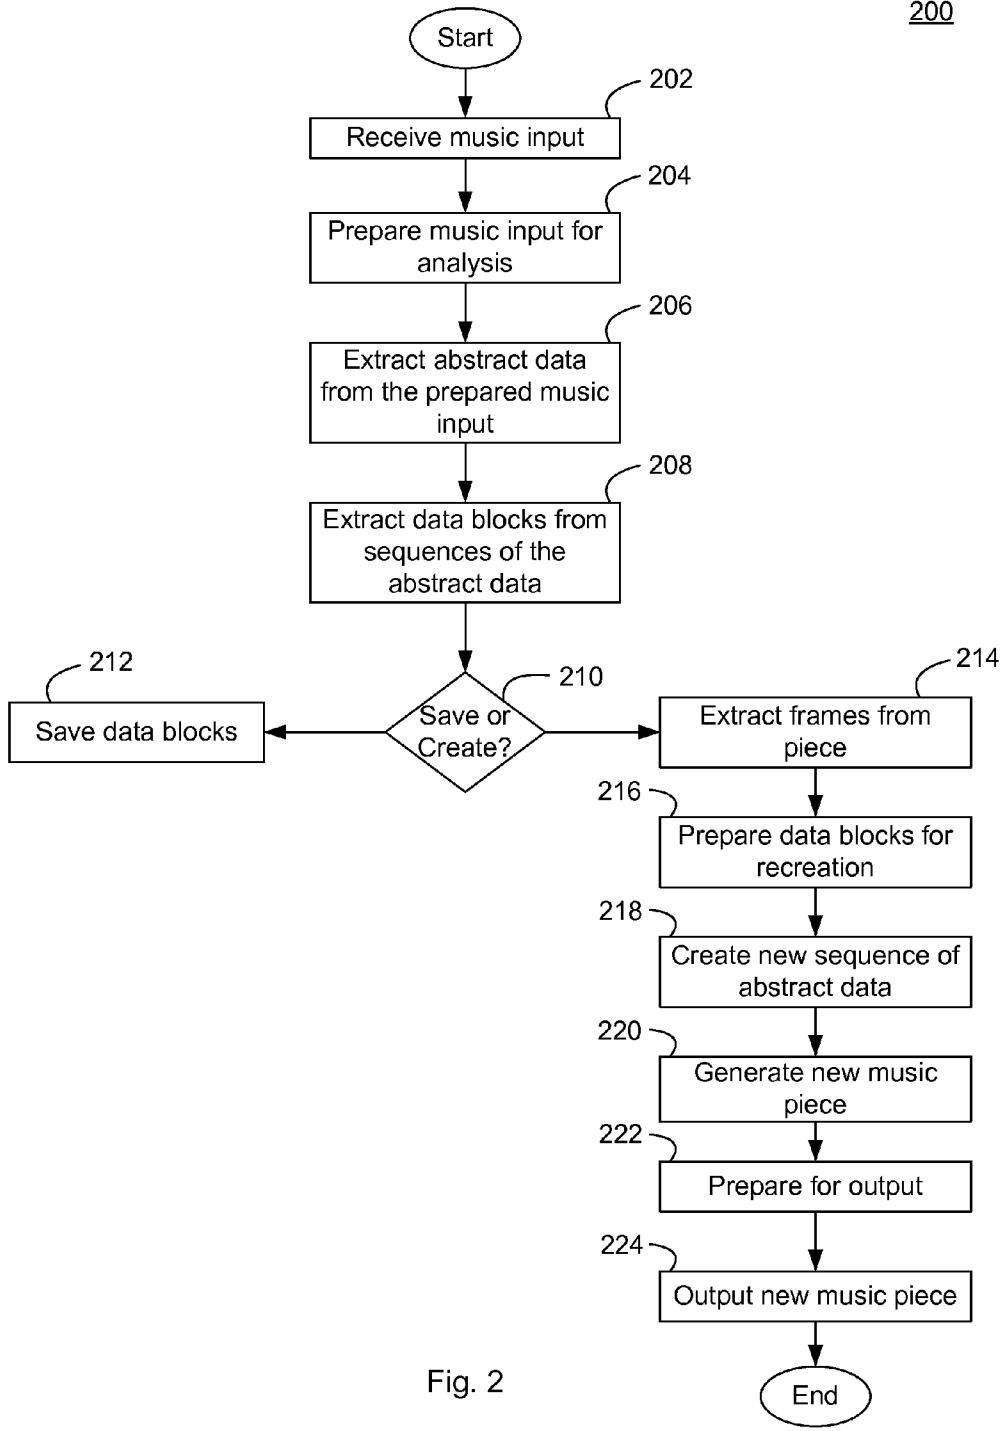 200
Start
202
Receive music input
204
Prepare music input for
analysis
206
Extract abstract data
from the prepared music
input
208
Extract data blocks from
sequences of the
abstract data
210
Save or
Create?
212
Save data blocks
214
Extract frames from
piece
216
Prepare data blocks for
recreation
218
Create new sequence of
abstract data
220
Generate new music
piece
222
Prepare for output
224
Output new music piece
End
Fig. 2